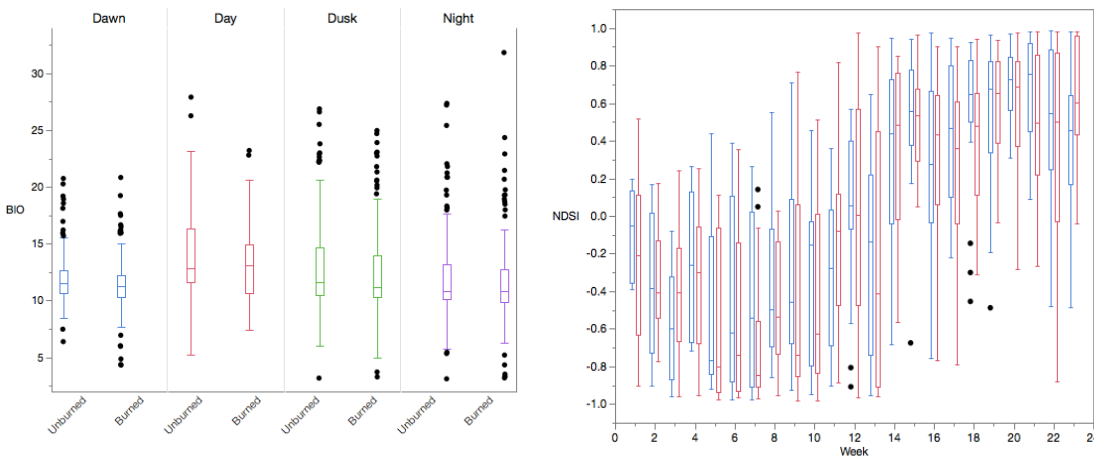 Dawn Day Dusk Night
30
25
20
BIO
15
10
5
Unburned Burned Unburned Burned Unburned Burned Unburned Burned
1.0
0.8
0.6
0.4
0.2
NDSI
0.0
-0.2
-0.4
-0.6
-0.8
-1.0
0 2 4 6 8 10 12 14 16 18 20 22 24
Week